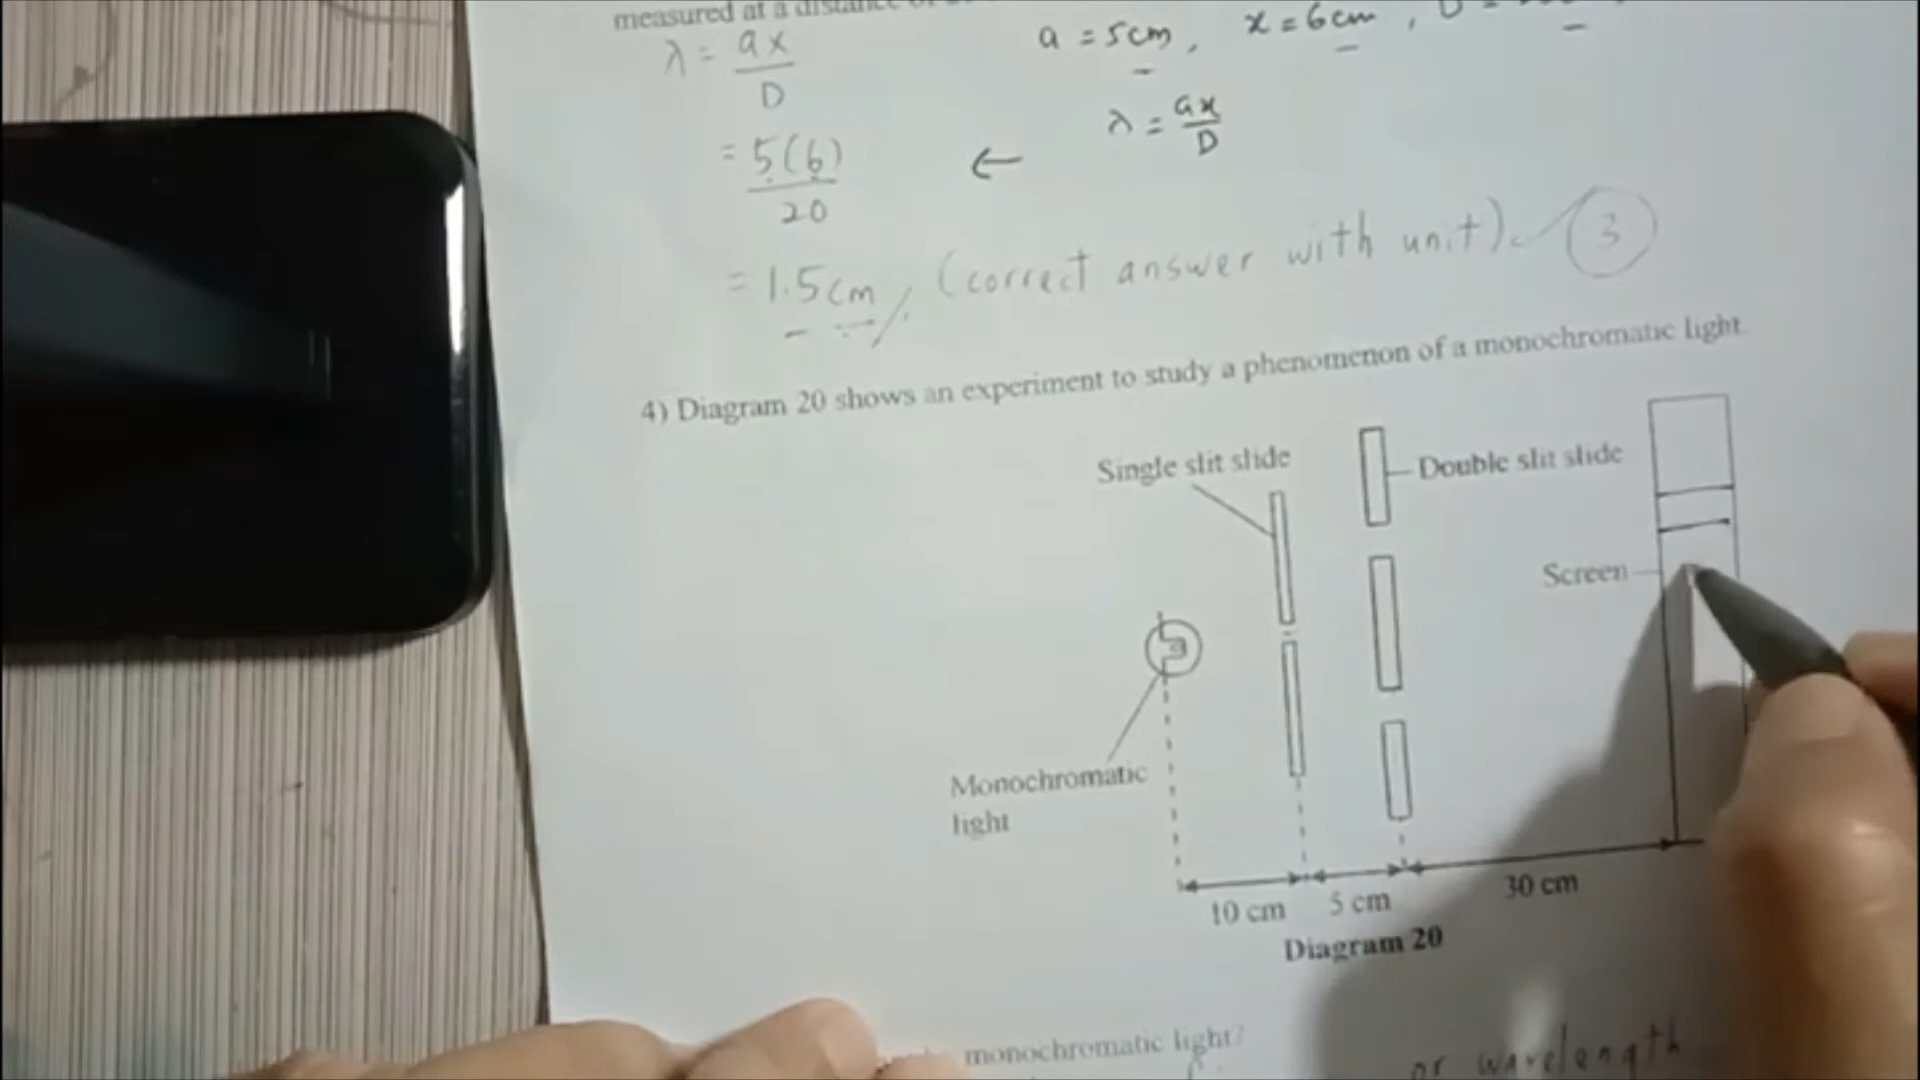 measured at a distance of
a = 5cm, x = 6cm, D =
λ = ax
D
λ = ax
D
= 5(6)
20
←
= 1.5cm, (correct answer with unit). ✓ 3
4) Diagram 20 shows an experiment to study a phenomenon of a monochromatic light.
Single slit slide
Double slit slide
Screen
Monochromatic
light
10 cm
5 cm
30 cm
Diagram 20
monochromatic light?
or wavelength